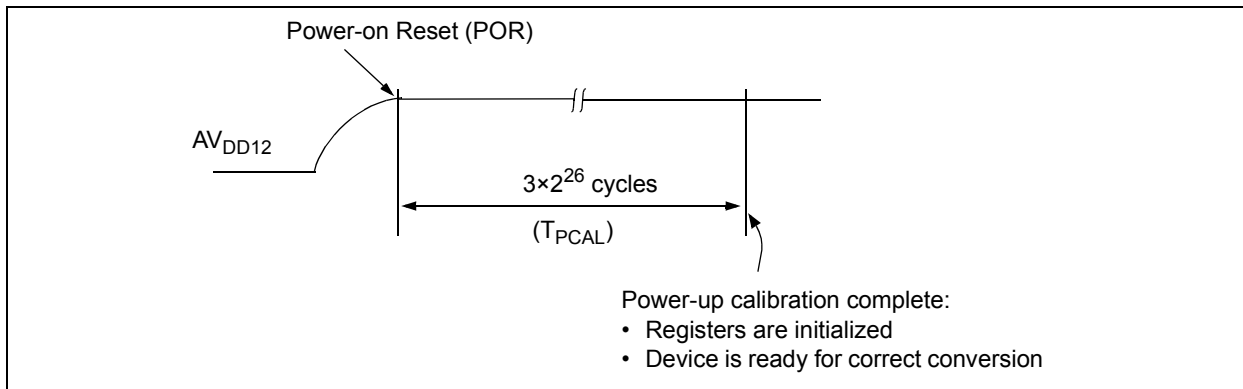 Power-on Reset (POR)
AVDD12
3×2^26 cycles
(TPCAL)
Power-up calibration complete:
• Registers are initialized
• Device is ready for correct conversion